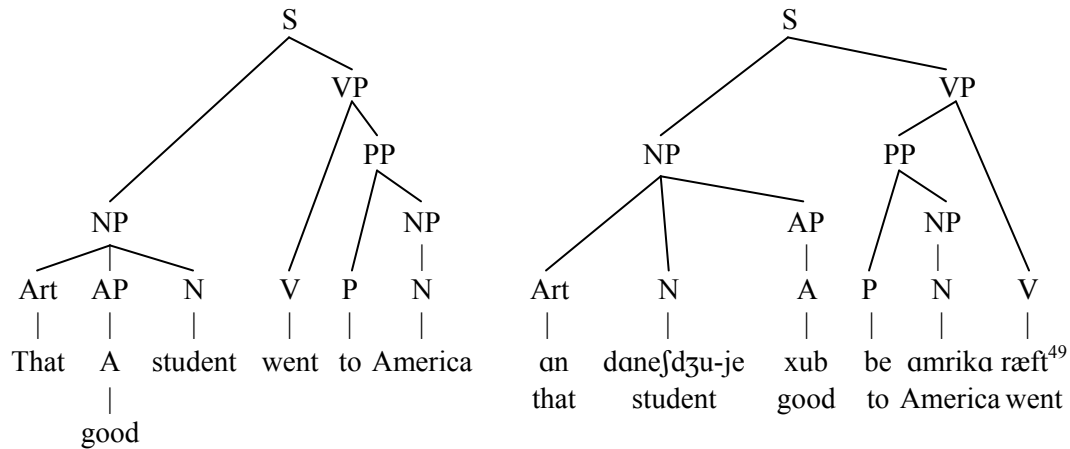 S S
VP VP
PP NP PP
NP NP AP NP
Art AP N V P N Art N A P N V
That A student went to America ɑn dɑneʃdʒu-je xub be ɑmrikɑ ræft49
that student good to America went
good